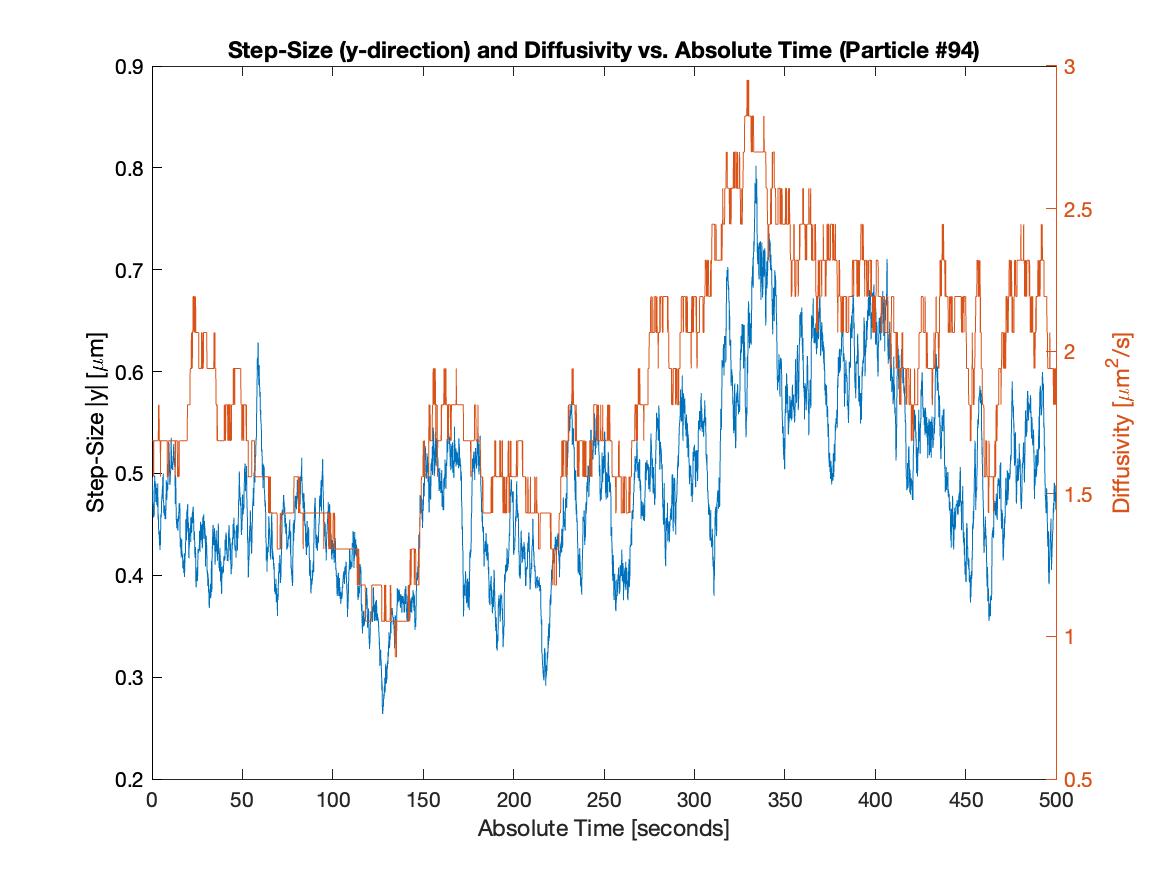 Step-Size (y-direction) and Diffusivity vs. Absolute Time (Particle #94)
0.9
0.8
0.7
0.6
0.5
0.4
0.3
0.2
Step-Size |y| [μm]
3
2.5
2
1.5
1
0.5
Diffusivity [μm²/s]
0 50 100 150 200 250 300 350 400 450 500
Absolute Time [seconds]